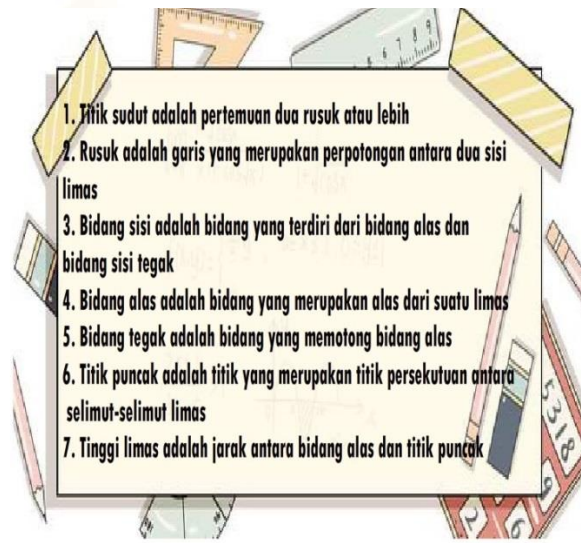 1. Titik sudut adalah pertemuan dua rusuk atau lebih
2. Rusuk adalah garis yang merupakan perpotongan antara dua sisi
limas
3. Bidang sisi adalah bidang yang terdiri dari bidang alas dan
bidang sisi tegak
4. Bidang alas adalah bidang yang merupakan alas dari suatu limas
5. Bidang tegak adalah bidang yang memotong bidang alas
6. Titik puncak adalah titik yang merupakan titik persekutuan antara
selimut-selimut limas
7. Tinggi limas adalah jarak antara bidang alas dan titik puncak